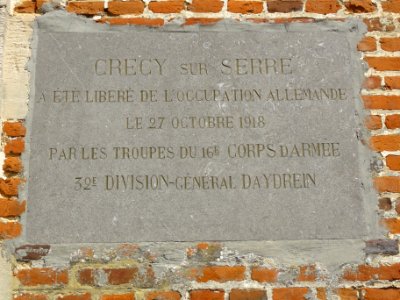 CRECY SUR SERRE
A ÉTÉ LIBERÉ DE L'OCCUPATION ALLEMANDE
LE 27 OCTOBRE 1918
PAR LES TROUPES DU 16E CORPS D'ARMÉE
32E DIVISION-GÉNÉRAL DAYDREIN